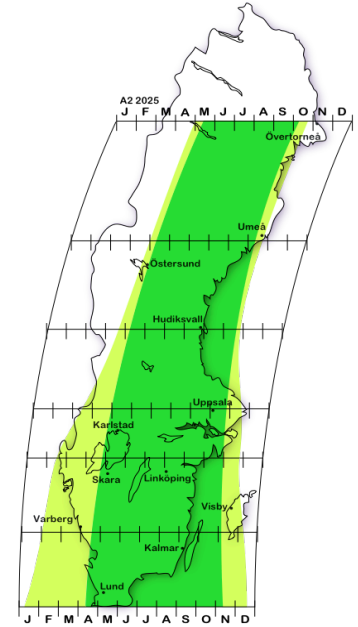 A2 2025
J F M A M J J A S O N D
Övertorneå
Umeå
Östersund
Hudiksvall
Uppsala
Karlstad
Skara
Linköping
Visby
Varberg
Kalmar
Lund
J F M A M J J A S O N D